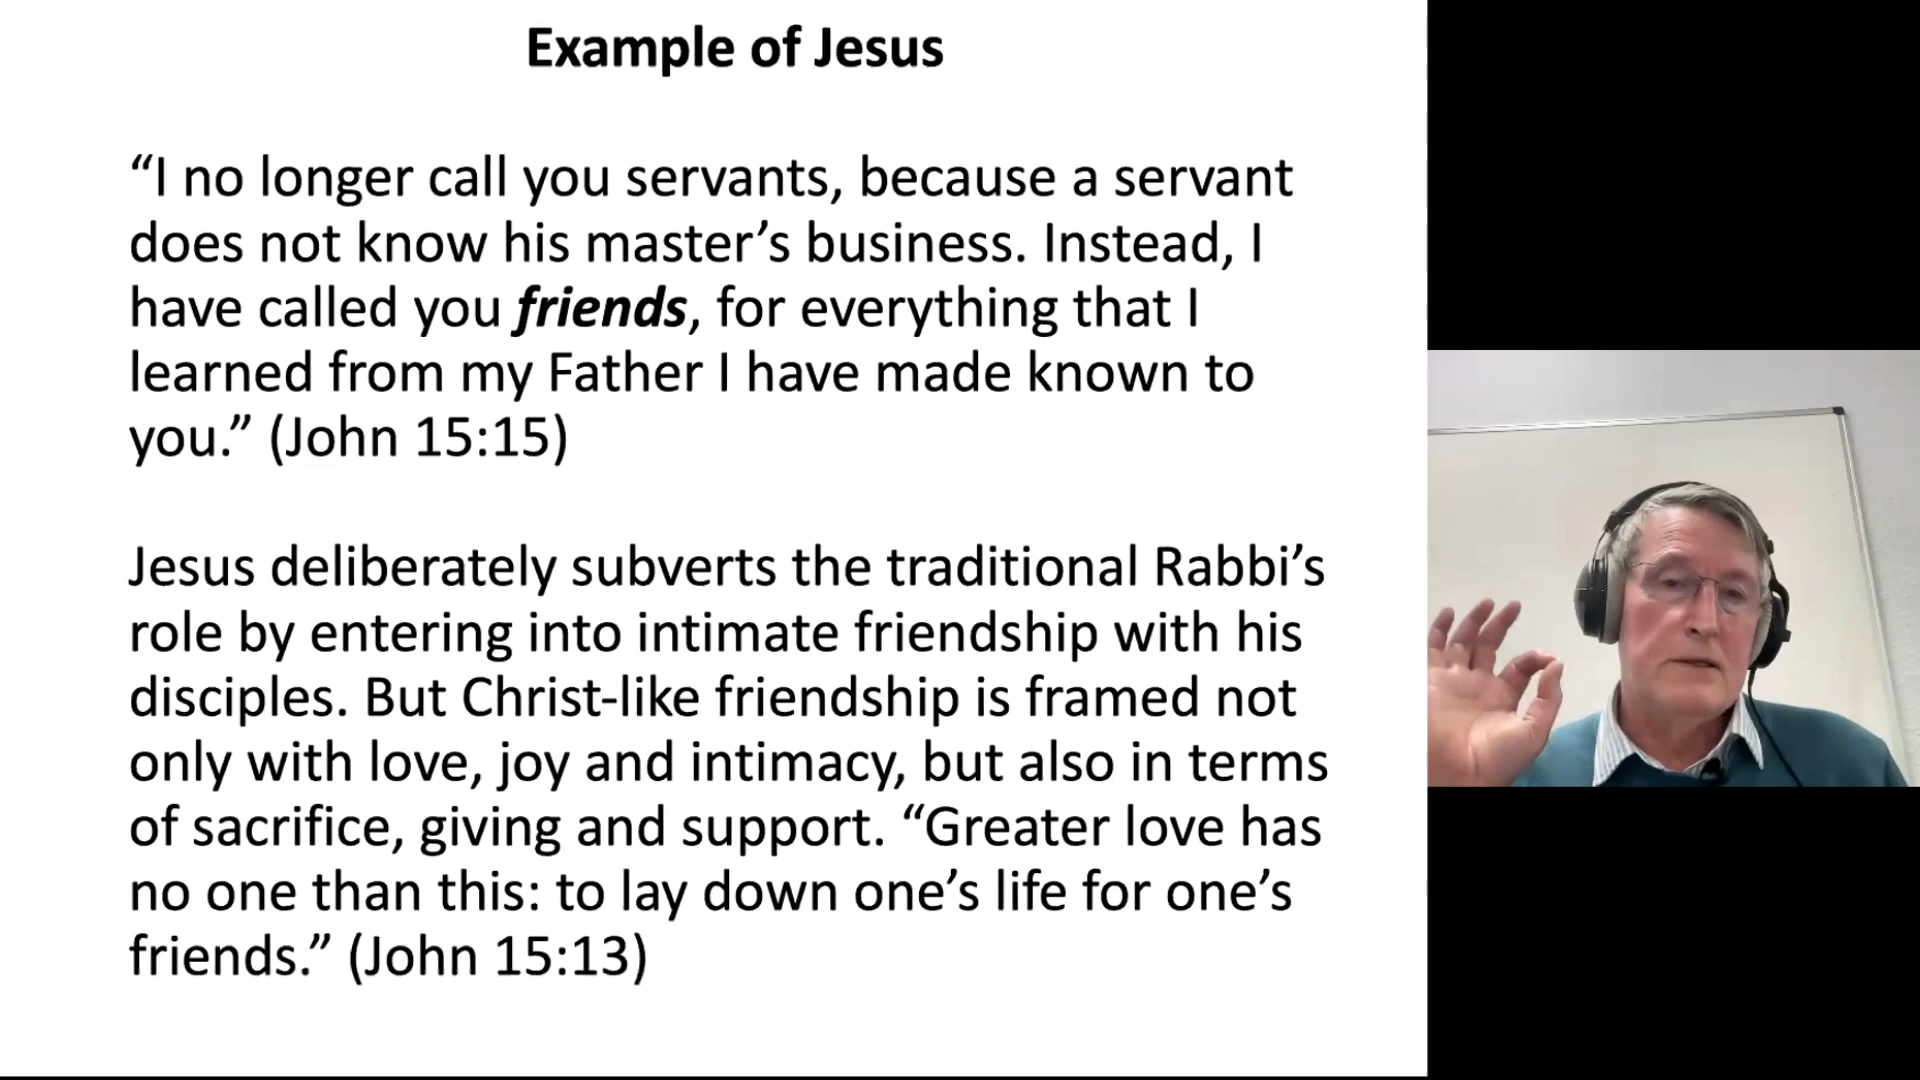 Example of Jesus
“I no longer call you servants, because a servant
does not know his master’s business. Instead, I
have called you friends, for everything that I
learned from my Father I have made known to
you.” (John 15:15)
Jesus deliberately subverts the traditional Rabbi’s
role by entering into intimate friendship with his
disciples. But Christ-like friendship is framed not
only with love, joy and intimacy, but also in terms
of sacrifice, giving and support. “Greater love has
no one than this: to lay down one’s life for one’s
friends.” (John 15:13)